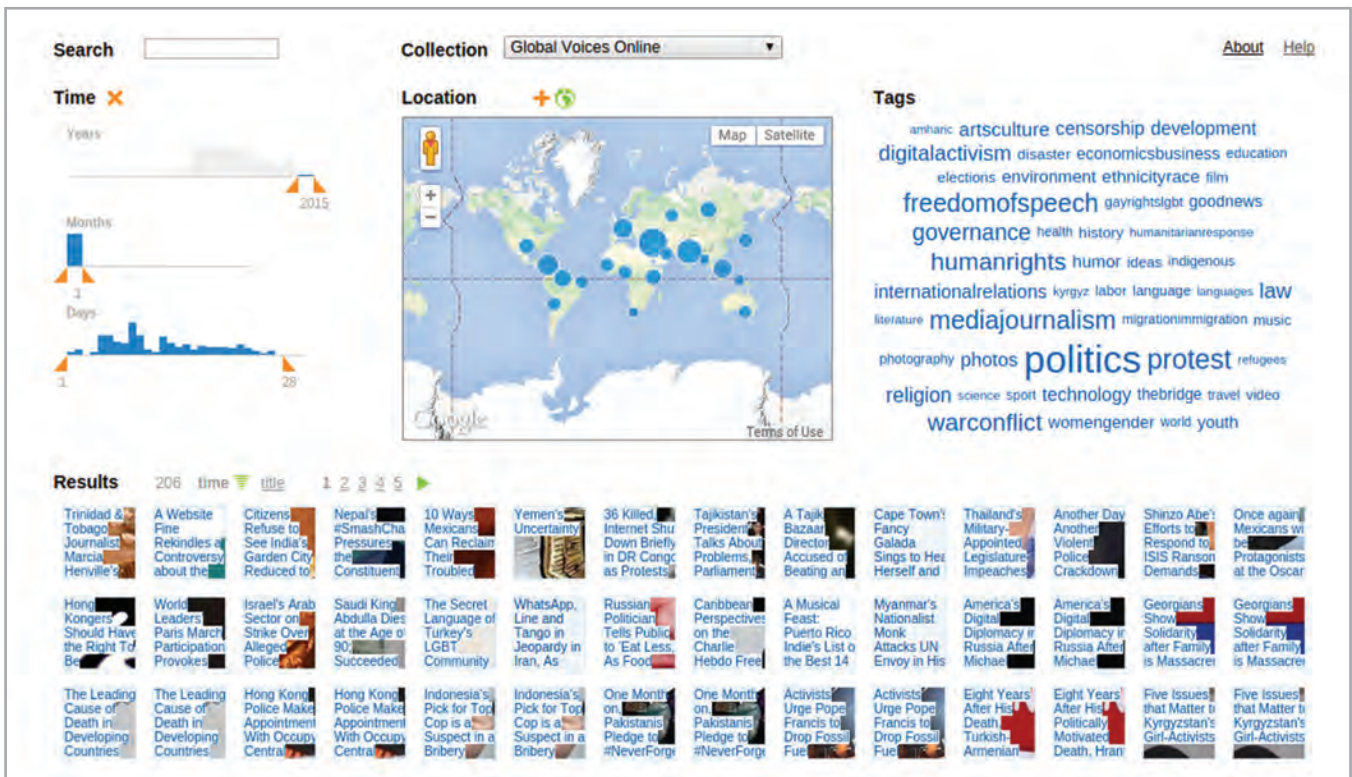 Search
Collection Global Voices Online
About Help
Time
Location
Tags
Years
2015
Months
1
Days
1 28
Map Satellite
+
−
Google
Terms of Use
amharic artsculture censorship development
digitalactivism disaster economicsbusiness education
elections environment ethnicityrace film
freedomofspeech gayrightslgbt goodnews
governance health history humanitarianresponse
humanrights humor ideas indigenous
internationalrelations kyrgyz labor language languages law
literature mediajournalism migrationimmigration music
photography photos politics protest refugees
religion science sport technology thebridge travel video
warconflict womengender world youth
Results 206 time title 1 2 3 4 5
Trinidad &
Tobago
Journalist
Marcia
Henville's
A Website
Fine
Rekindles a
Controversy
about the
Citizens
Refuse to
See India's
Garden City
Reduced to
Nepal's
#SmashCha
Pressures
the
Constituent
10 Ways
Mexicans
Can Reclaim
Their
Troubled
Yemen's
Uncertainty
36 Killed,
Internet Shu
Down Briefly
in DR Congo
as Protests
Tajikistan's
President
Talks About
Problems,
Parliament
A Tajik
Bazaar
Director
Accused of
Beating an
Cape Town's
Fancy
Galada
Sings to Hea
Herself and
Thailand's
Military-
Appointed
Legislature
Impeaches
Another Day
Another
Violent
Police
Crackdown
Shinzo Abe's
Efforts to
Respond to
ISIS Ransom
Demands
Once again
Mexicans wi
be
Protagonists
at the Oscar
Hong
Kongers
Should Have
the Right To
Be
World
Leaders
Paris March
Participation
Provokes
Israel's Arab
Sector on
Strike Over
Alleged
Police
Saudi King
Abdulla Dies
at the Age o
90;
Succeeded
The Secret
Language of
Turkey's
LGBT
Community
WhatsApp,
Line and
Tango in
Jeopardy in
Iran, As
Russian
Politician
Tells Public
to 'Eat Less,
As Food
Caribbean
Perspectives
on the
Charlie
Hebdo Free
A Musical
Feast:
Puerto Rico
Indie's List o
the Best 14
Myanmar's
Nationalist
Monk
Attacks UN
Envoy in His
America's
Digital
Diplomacy in
Russia After
Michael
America's
Digital
Diplomacy in
Russia After
Michael
Georgians
Show
Solidarity
after Family
is Massacre
Georgians
Show
Solidarity
after Family
is Massacre
The Leading
Cause of
Death in
Developing
Countries
The Leading
Cause of
Death in
Developing
Countries
Hong Kong
Police Make
Appointment
With Occupy
Central
Hong Kong
Police Make
Appointment
With Occupy
Central
Indonesia's
Pick for Top
Cop is a
Suspect in a
Bribery
Indonesia's
Pick for Top
Cop is a
Suspect in a
Bribery
One Month
on,
Pakistanis
Pledge to
#NeverForge
One Month
on,
Pakistanis
Pledge to
#NeverForge
Activists
Urge Pope
Francis to
Drop Fossil
Fuel
Activists
Urge Pope
Francis to
Drop Fossil
Fuel
Eight Years
After His
Death,
Turkish-
Armenian
Eight Years
After His
Politically
Motivated
Death, Hran
Five Issues
that Matter t
Kyrgyzstan's
Girl-Activists
Five Issues
that Matter t
Kyrgyzstan's
Girl-Activists